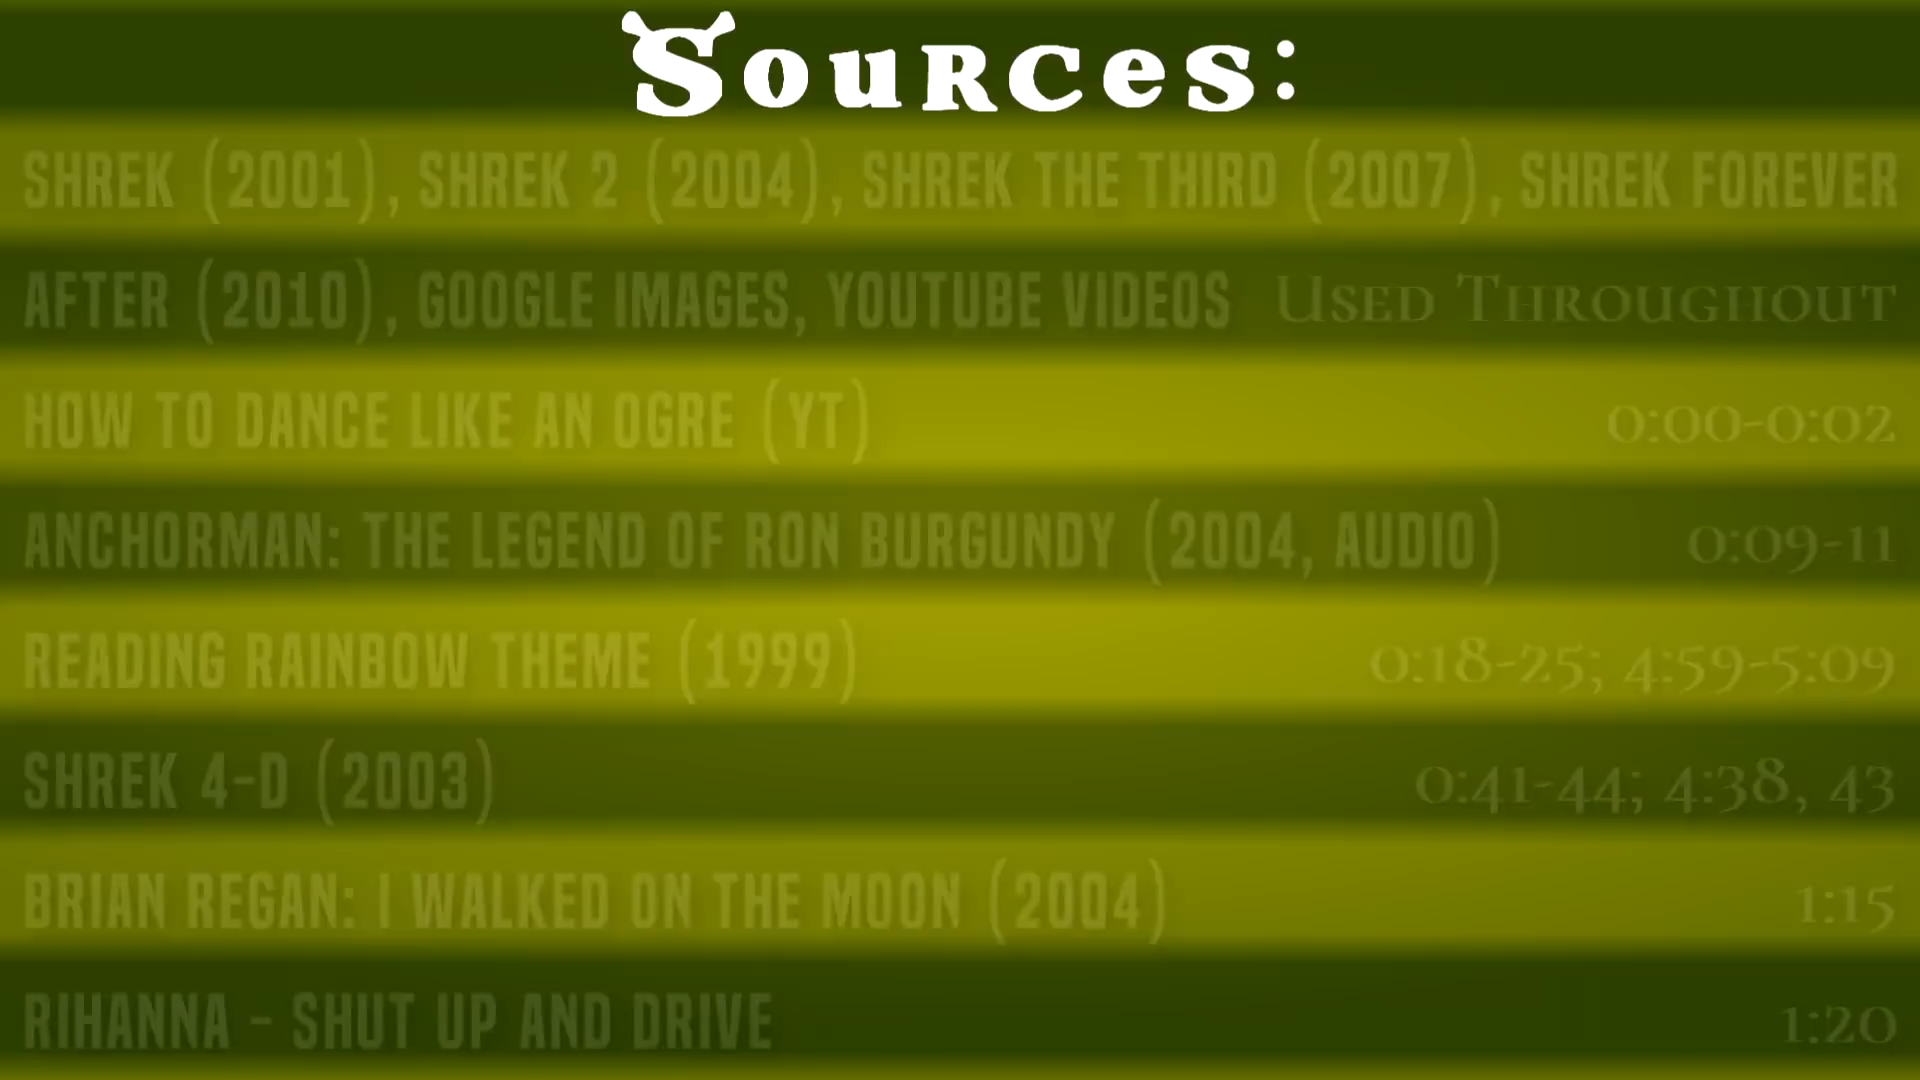 Sources:
SHREK (2001), SHREK 2 (2004), SHREK THE THIRD (2007), SHREK FOREVER
AFTER (2010), GOOGLE IMAGES, YOUTUBE VIDEOS Used Throughout
HOW TO DANCE LIKE AN OGRE (YT) 0:00-0:02
ANCHORMAN: THE LEGEND OF RON BURGUNDY (2004, AUDIO) 0:09-11
READING RAINBOW THEME (1999) 0:18-25; 4:59-5:09
SHREK 4-D (2003) 0:41-44; 4:38, 43
BRIAN REGAN: I WALKED ON THE MOON (2004) 1:15
RIHANNA - SHUT UP AND DRIVE 1:20